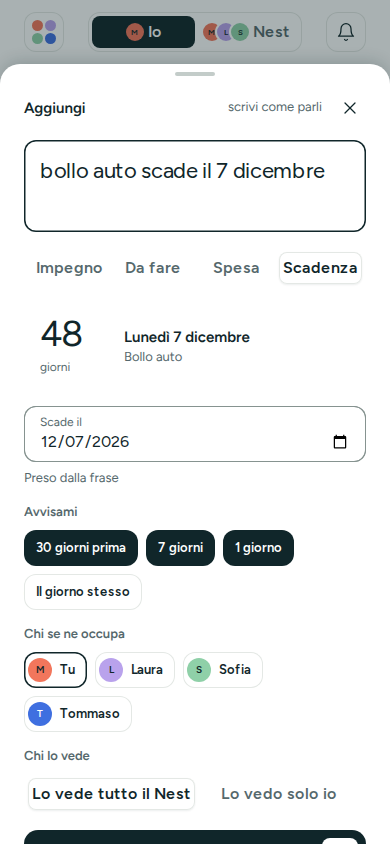 M Io
M L S Nest
Aggiungi
scrivi come parli
bollo auto scade il 7 dicembre
Impegno
Da fare
Spesa
Scadenza
48
giorni
Lunedì 7 dicembre
Bollo auto
Scade il
12/07/2026
Preso dalla frase
Avvisami
30 giorni prima
7 giorni
1 giorno
Il giorno stesso
Chi se ne occupa
M Tu
L Laura
S Sofia
T Tommaso
Chi lo vede
Lo vede tutto il Nest
Lo vedo solo io